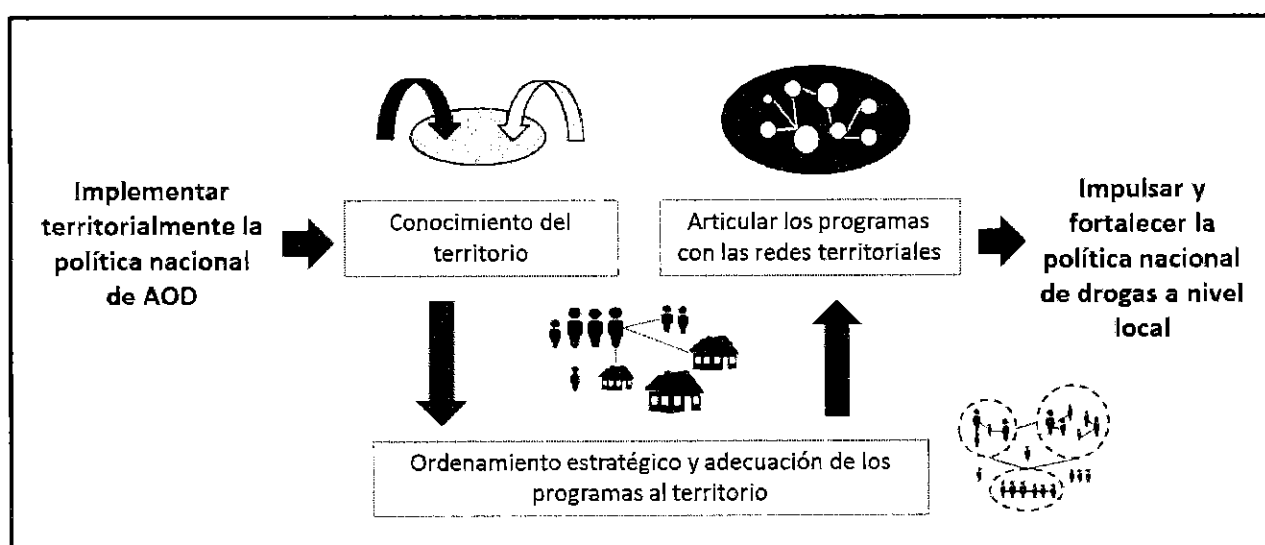 Implementar
territorialmente la
política nacional
de AOD
Conocimiento del
territorio
Articular los programas
con las redes territoriales
Impulsar y
fortalecer la
política nacional
de drogas a nivel
local
Ordenamiento estratégico y adecuación de los
programas al territorio